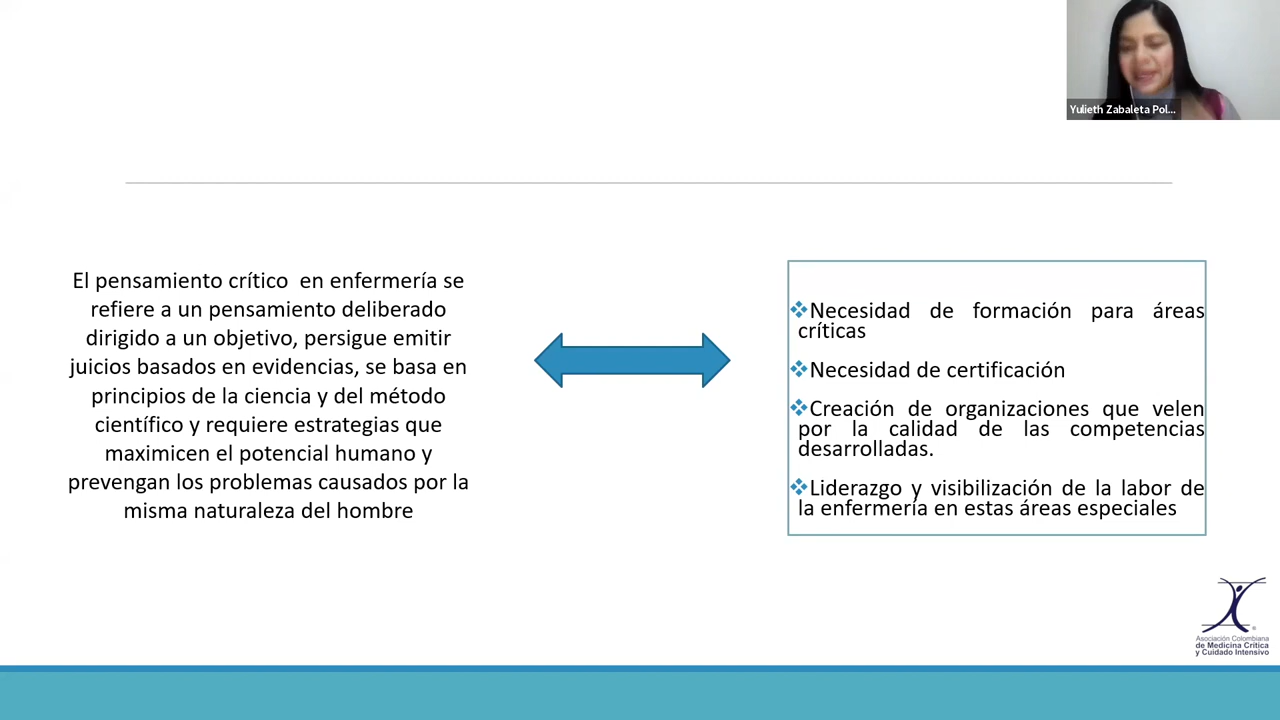 Yulieth Zabaleta Pol...
El pensamiento crítico en enfermería se
refiere a un pensamiento deliberado
dirigido a un objetivo, persigue emitir
juicios basados en evidencias, se basa en
principios de la ciencia y del método
científico y requiere estrategias que
maximicen el potencial humano y
prevengan los problemas causados por la
misma naturaleza del hombre
❖Necesidad de formación para áreas
críticas
❖Necesidad de certificación
❖Creación de organizaciones que velen
por la calidad de las competencias
desarrolladas.
❖Liderazgo y visibilización de la labor de
la enfermería en estas áreas especiales
Asociación Colombiana
de Medicina Crítica
y Cuidado Intensivo